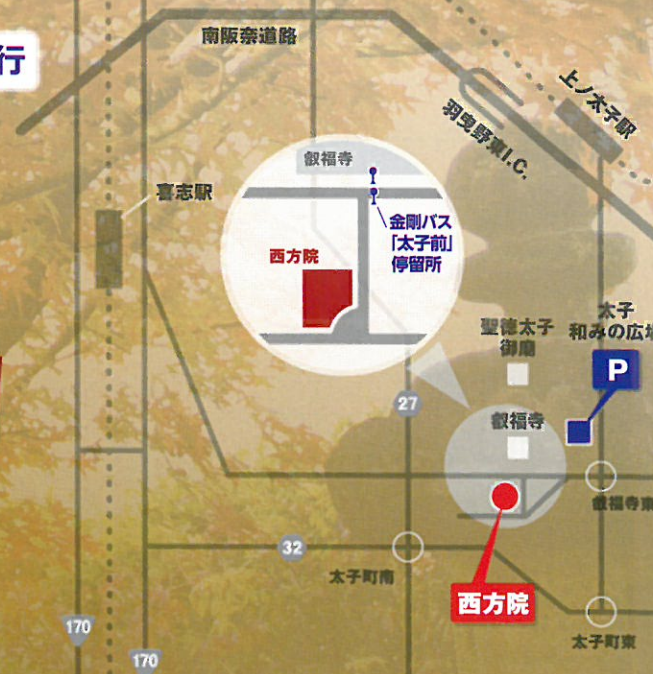 行
南阪奈道路
上ノ太子駅
羽曳野東I.C.
喜志駅
叡福寺
金剛バス
「太子前」
停留所
西方院
聖徳太子
御廟
太子
和みの広場
P
27
叡福寺
叡福寺東
32
太子町南
西方院
170
170
太子町東